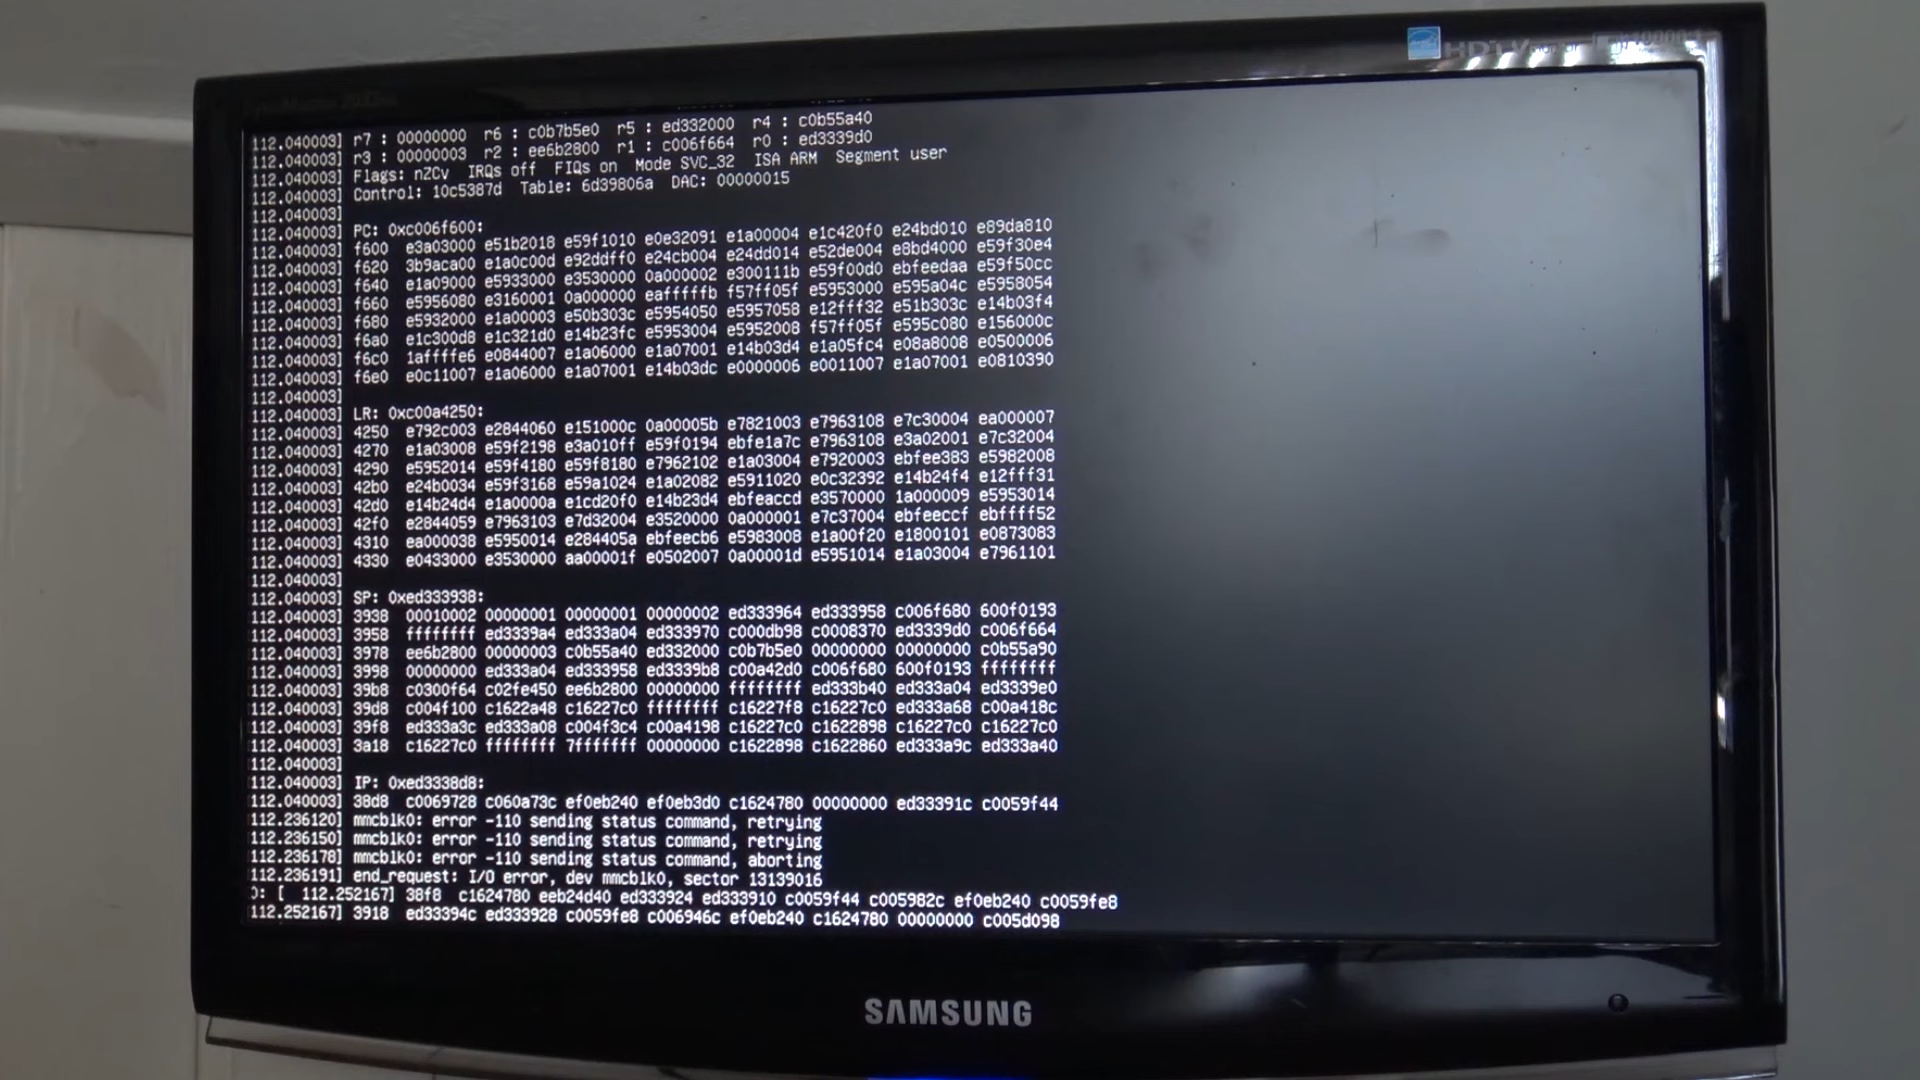 HDTV
112.040003] r7 : 00000000 r6 : c0b7b5e0 r5 : ed332000 r4 : c0b55a40
112.040003] r3 : 00000003 r2 : ee6b2800 r1 : c006f664 r0 : ed3339d0
112.040003] Flags: nZCv IRQs off FIQs on Mode SVC_32 ISA ARM Segment user
112.040003] Control: 10c5387d Table: 6d39806a DAC: 00000015
112.040003]
112.040003] PC: 0xc006f600:
112.040003] f600 e3a03000 e51b2018 e59f1010 e0e32091 e1a00004 e1c420f0 e24bd010 e89da810
112.040003] f620 3b9aca00 e1a0c00d e92ddff0 e24cb004 e24dd014 e52de004 e8bd4000 e59f30e4
112.040003] f640 e1a09000 e5933000 e3530000 0a000002 e300111b e59f00d0 ebfeedaa e59f50cc
112.040003] f660 e5956080 e3160001 0a000000 eafffffb f57ff05f e5953000 e595a04c e5958054
112.040003] f680 e5932000 e1a00003 e50b303c e5954050 e5957058 e12fff32 e51b303c e14b03f4
112.040003] f6a0 e1c300d8 e1c321d0 e14b23fc e5953004 e5952008 f57ff05f e595c080 e156000c
112.040003] f6c0 1affffe6 e0844007 e1a06000 e1a07001 e14b03d4 e1a05fc4 e08a8008 e0500006
112.040003] f6e0 e0c11007 e1a06000 e1a07001 e14b03dc e0000006 e0011007 e1a07001 e0810390
112.040003]
112.040003] LR: 0xc00a4250:
112.040003] 4250 e792c003 e2844060 e151000c 0a00005b e7821003 e7963108 e7c30004 ea000007
112.040003] 4270 e1a03008 e59f2198 e3a010ff e59f0194 ebfe1a7c e7963108 e3a02001 e7c32004
112.040003] 4290 e5952014 e59f4180 e59f8180 e7962102 e1a03004 e7920003 ebfee383 e5982008
112.040003] 42b0 e24b0034 e59f3168 e59a1024 e1a02082 e5911020 e0c32392 e14b24f4 e12fff31
112.040003] 42d0 e14b24d4 e1a0000a e1cd20f0 e14b23d4 ebfeaccd e3570000 1a000009 e5953014
112.040003] 42f0 e2844059 e7963103 e7d32004 e3520000 0a000001 e7c37004 ebfeeccf ebffff52
112.040003] 4310 ea000038 e5950014 e284405a ebfeecb6 e5983008 e1a00f20 e1800101 e0873083
112.040003] 4330 e0433000 e3530000 aa00001f e0502007 0a00001d e5951014 e1a03004 e7961101
112.040003]
112.040003] SP: 0xed333938:
112.040003] 3938 00010002 00000001 00000001 00000002 ed333964 ed333958 c006f680 600f0193
112.040003] 3958 ffffffff ed3339a4 ed333a04 ed333970 c000db98 c0008370 ed3339d0 c006f664
112.040003] 3978 ee6b2800 00000003 c0b55a40 ed332000 c0b7b5e0 00000000 00000000 c0b55a90
112.040003] 3998 00000000 ed333a04 ed333958 ed3339b8 c00a42d0 c006f680 600f0193 ffffffff
112.040003] 39b8 c0300f64 c02fe450 ee6b2800 00000000 ffffffff ed333b40 ed333a04 ed3339e0
112.040003] 39d8 c004f100 c1622a48 c16227c0 ffffffff c16227f8 c16227c0 ed333a68 c00a418c
112.040003] 39f8 ed333a3c ed333a08 c004f3c4 c00a4198 c16227c0 c1622898 c16227c0 c16227c0
112.040003] 3a18 c16227c0 ffffffff 7fffffff 00000000 c1622898 c1622860 ed333a9c ed333a40
112.040003]
112.040003] IP: 0xed3338d8:
112.040003] 38d8 c0069728 c060a73c ef0eb240 ef0eb3d0 c1624780 00000000 ed33391c c0059f44
112.236120] mmcblk0: error -110 sending status command, retrying
112.236150] mmcblk0: error -110 sending status command, retrying
112.236178] mmcblk0: error -110 sending status command, aborting
112.236191] end_request: I/O error, dev mmcblk0, sector 13139016
0: [ 112.252167] 38f8 c1624780 eeb24d40 ed333924 ed333910 c0059f44 c005982c ef0eb240 c0059fe8
[112.252167] 3918 ed33394c ed333928 c0059fe8 c006946c ef0eb240 c1624780 00000000 c005d098
SAMSUNG